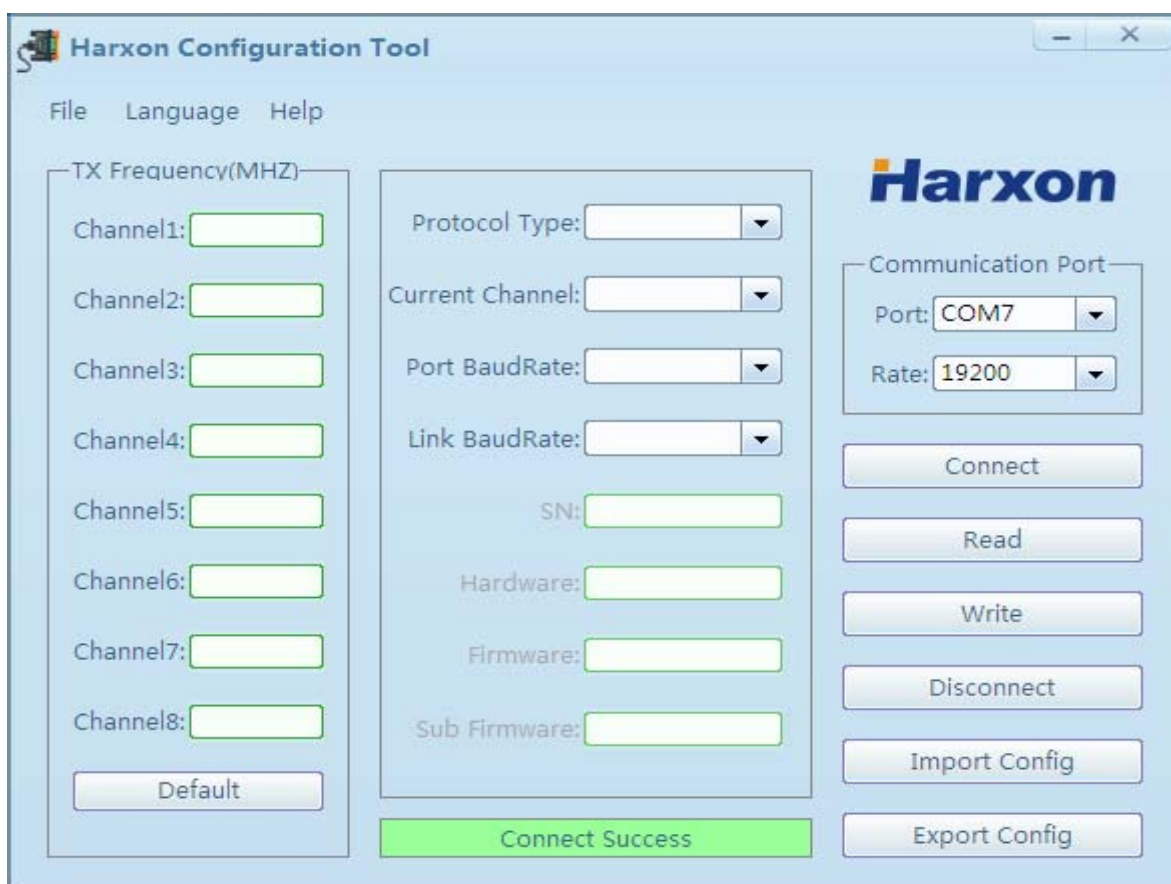 Harxon Configuration Tool
File Language Help
TX Frequency(MHZ)
Channel1:
Channel2:
Channel3:
Channel4:
Channel5:
Channel6:
Channel7:
Channel8:
Default
Protocol Type:
Current Channel:
Port BaudRate:
Link BaudRate:
SN:
Hardware:
Firmware:
Sub Firmware:
Connect Success
Harxon
Communication Port
Port: COM7
Rate: 19200
Connect
Read
Write
Disconnect
Import Config
Export Config